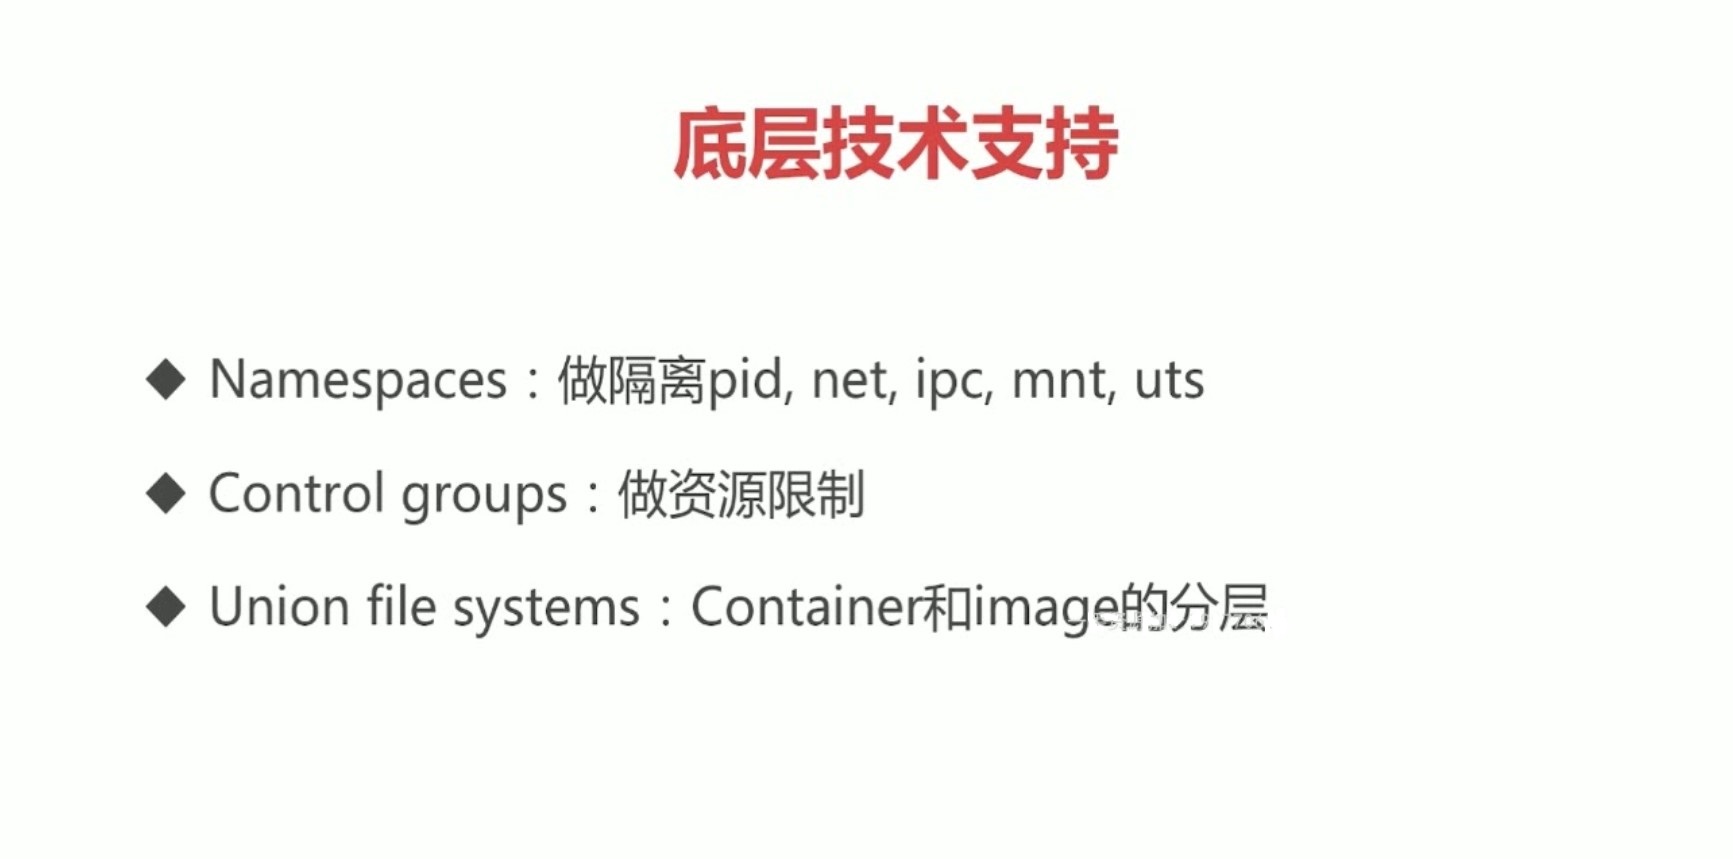 底层技术支持
◆ Namespaces：做隔离pid, net, ipc, mnt, uts
◆ Control groups：做资源限制
◆ Union file systems：Container和image的分层